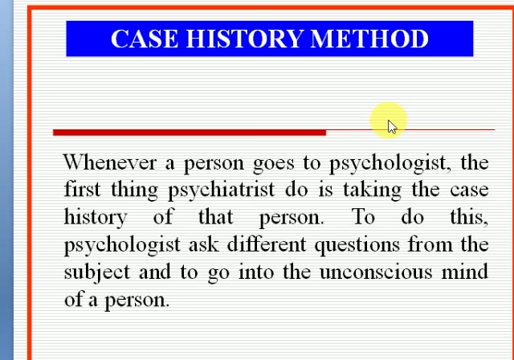 CASE HISTORY METHOD
Whenever a person goes to psychologist, the
first thing psychiatrist do is taking the case
history of that person. To do this,
psychologist ask different questions from the
subject and to go into the unconscious mind
of a person.